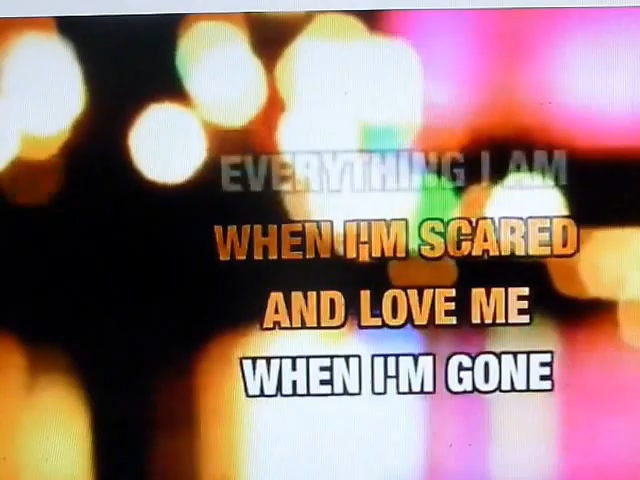 EVERYTHING I AM
WHEN I'M SCARED
AND LOVE ME
WHEN I'M GONE